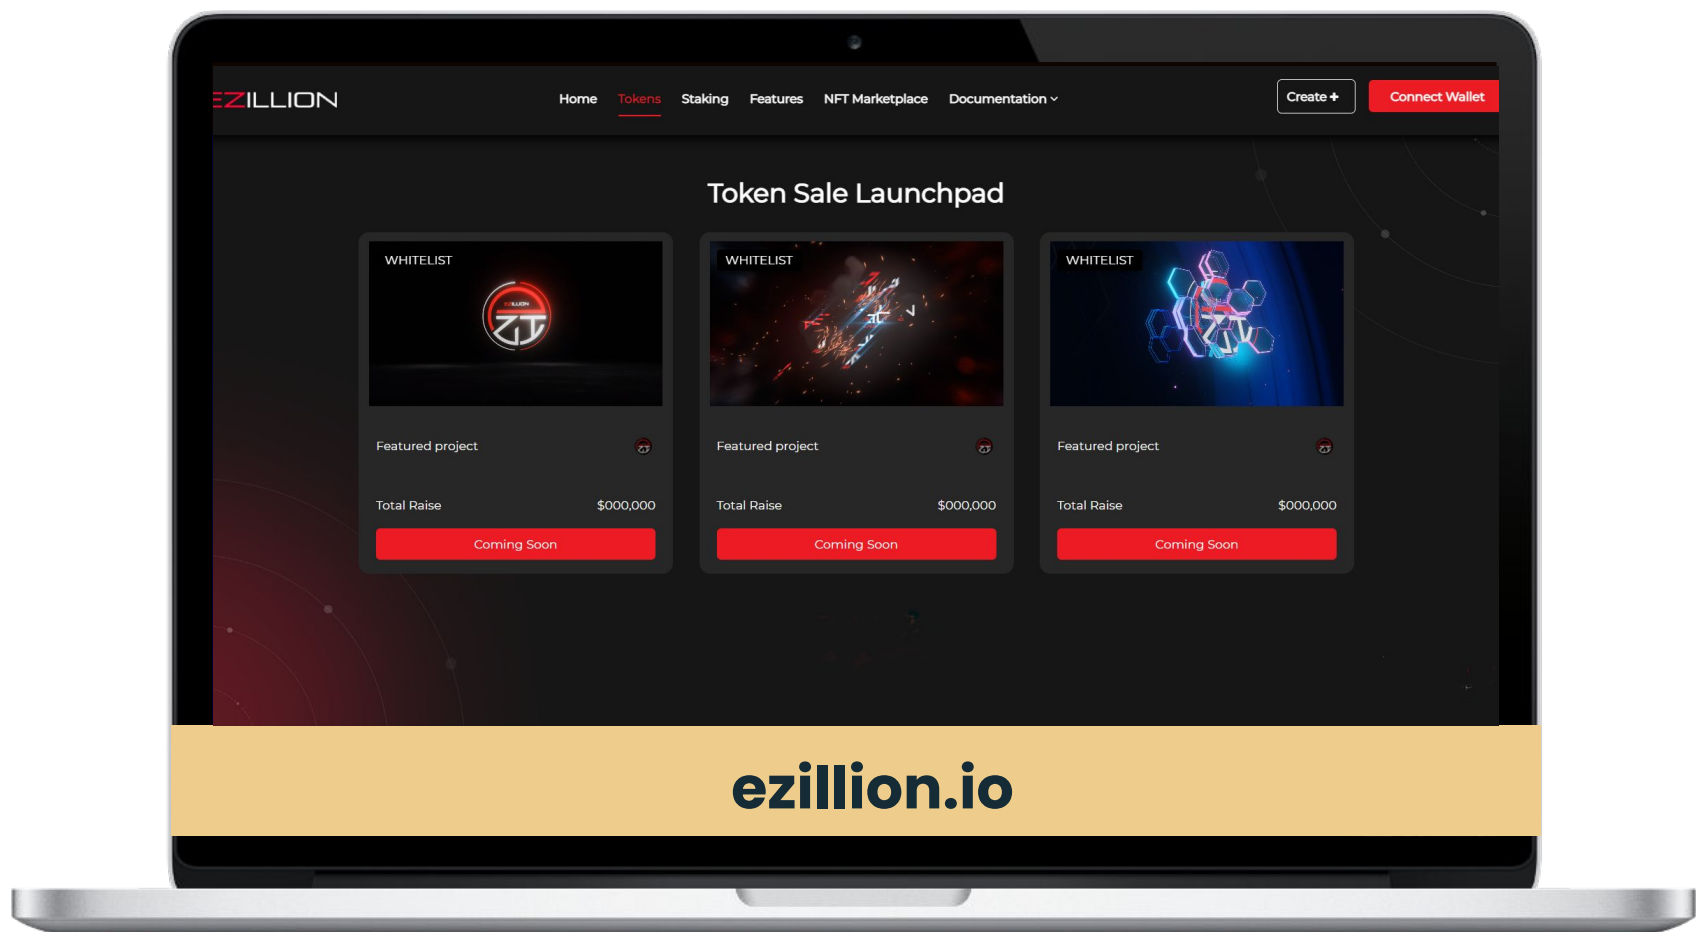 EZILLION
Home Tokens Staking Features NFT Marketplace Documentation
Create +
Connect Wallet
Token Sale Launchpad
WHITELIST
EZILLION
Featured project
Total Raise $000,000
Coming Soon
WHITELIST
Featured project
Total Raise $000,000
Coming Soon
WHITELIST
Featured project
Total Raise $000,000
Coming Soon
ezillion.io